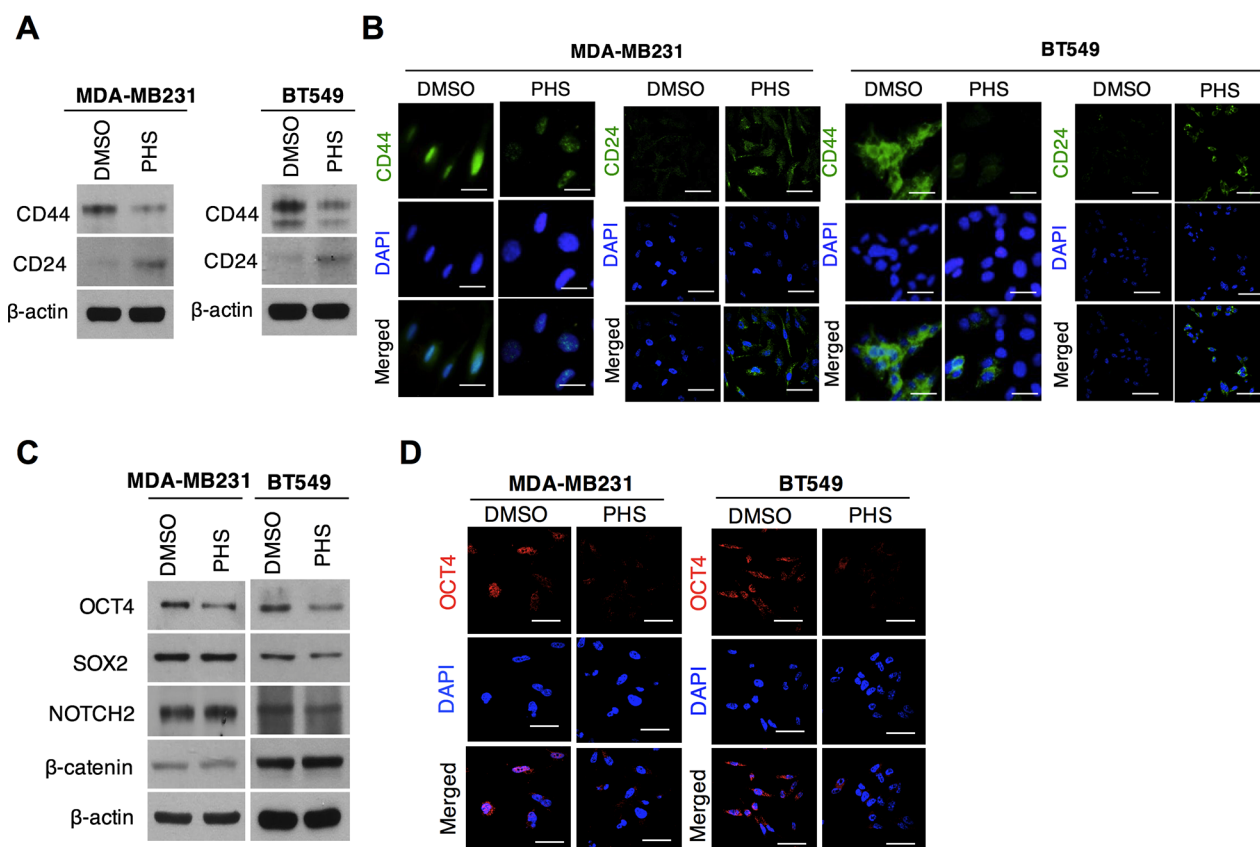 A
MDA-MB231 BT549
DMSO PHS DMSO PHS
CD44 CD44
CD24 CD24
β-actin β-actin
B
MDA-MB231 BT549
DMSO PHS DMSO PHS DMSO PHS DMSO PHS
CD44 CD24 CD44 CD24
DAPI DAPI DAPI DAPI
Merged Merged Merged Merged
C
MDA-MB231 BT549
DMSO PHS DMSO PHS
OCT4
SOX2
NOTCH2
β-catenin
β-actin
D
MDA-MB231 BT549
DMSO PHS DMSO PHS
OCT4 OCT4
DAPI DAPI
Merged Merged